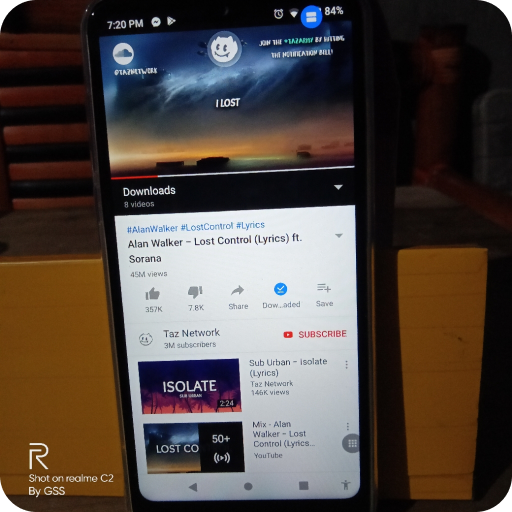 7:20 PM
84%
@TAZNETWORK
JOIN THE #TAZARMY BY HITTING
THE NOTIFICATION BELL!
I LOST
Downloads
8 videos
#AlanWalker #LostControl #Lyrics
Alan Walker – Lost Control (Lyrics) ft.
Sorana
45M views
357K
7.8K
Share
Dow...aded
Save
Taz Network
3M subscribers
SUBSCRIBE
ISOLATE
SUB URBAN
2:24
Sub Urban – Isolate
(Lyrics)
Taz Network
146K views
LOST CO
50+
Mix - Alan
Walker – Lost
Control (Lyrics...
YouTube
R
Shot on realme C2
By GSS